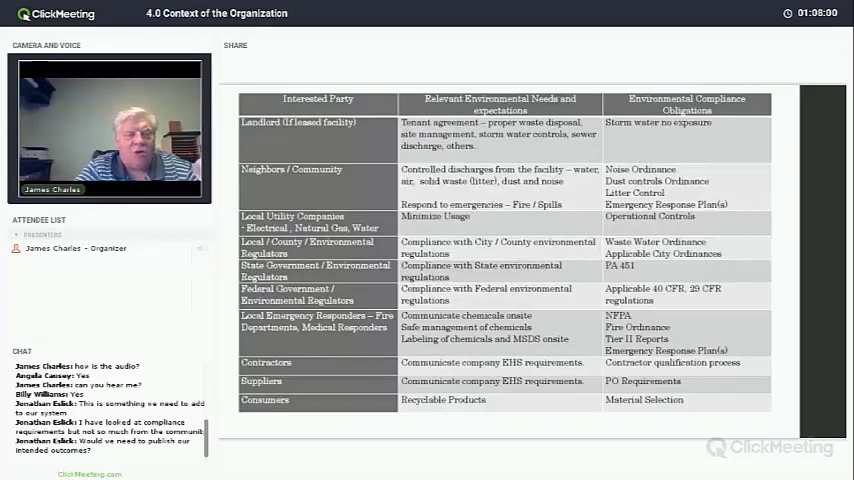 ClickMeeting
4.0 Context of the Organization
01:08:00
CAMERA AND VOICE
SHARE
James Charles
ATTENDEE LIST
PRESENTERS
James Charles - Organizer
CHAT
James Charles: how is the audio?
Angela Causey: Yes
James Charles: can you hear me?
Billy Williams: Yes
Jonathan Eslick: This is something we need to add
to our system
Jonathan Eslick: I have looked at compliance
requirements but not so much from the communit
Jonathan Eslick: Would we need to publish our
intended outcomes?
ClickMeeting.com
Interested Party
Relevant Environmental Needs and
expectations
Environmental Compliance
Obligations
Landlord (If leased facility)
Tenant agreement – proper waste disposal,
site management, storm water controls, sewer
discharge, others.
Storm water no exposure
Neighbors / Community
Controlled discharges from the facility – water,
air, solid waste (litter), dust and noise
Respond to emergencies – Fire / Spills
Noise Ordinance
Dust controls Ordinance
Litter Control
Emergency Response Plan(s)
Local Utility Companies
- Electrical , Natural Gas, Water
Minimize Usage
Operational Controls
Local / County / Environmental
Regulators
Compliance with City / County environmental
regulations
Waste Water Ordinance
Applicable City Ordinances
State Government / Environmental
Regulators
Compliance with State environmental
regulations
PA 451
Federal Government /
Environmental Regulators
Compliance with Federal environmental
regulations
Applicable 40 CFR, 29 CFR
regulations
Local Emergency Responders – Fire
Departments, Medical Responders
Communicate chemicals onsite
Safe management of chemicals
Labeling of chemicals and MSDS onsite
NFPA
Fire Ordinance
Tier II Reports
Emergency Response Plan(s)
Contractors
Communicate company EHS requirements.
Contractor qualification process
Suppliers
Communicate company EHS requirements.
PO Requirements
Consumers
Recyclable Products
Material Selection
ClickMeeting